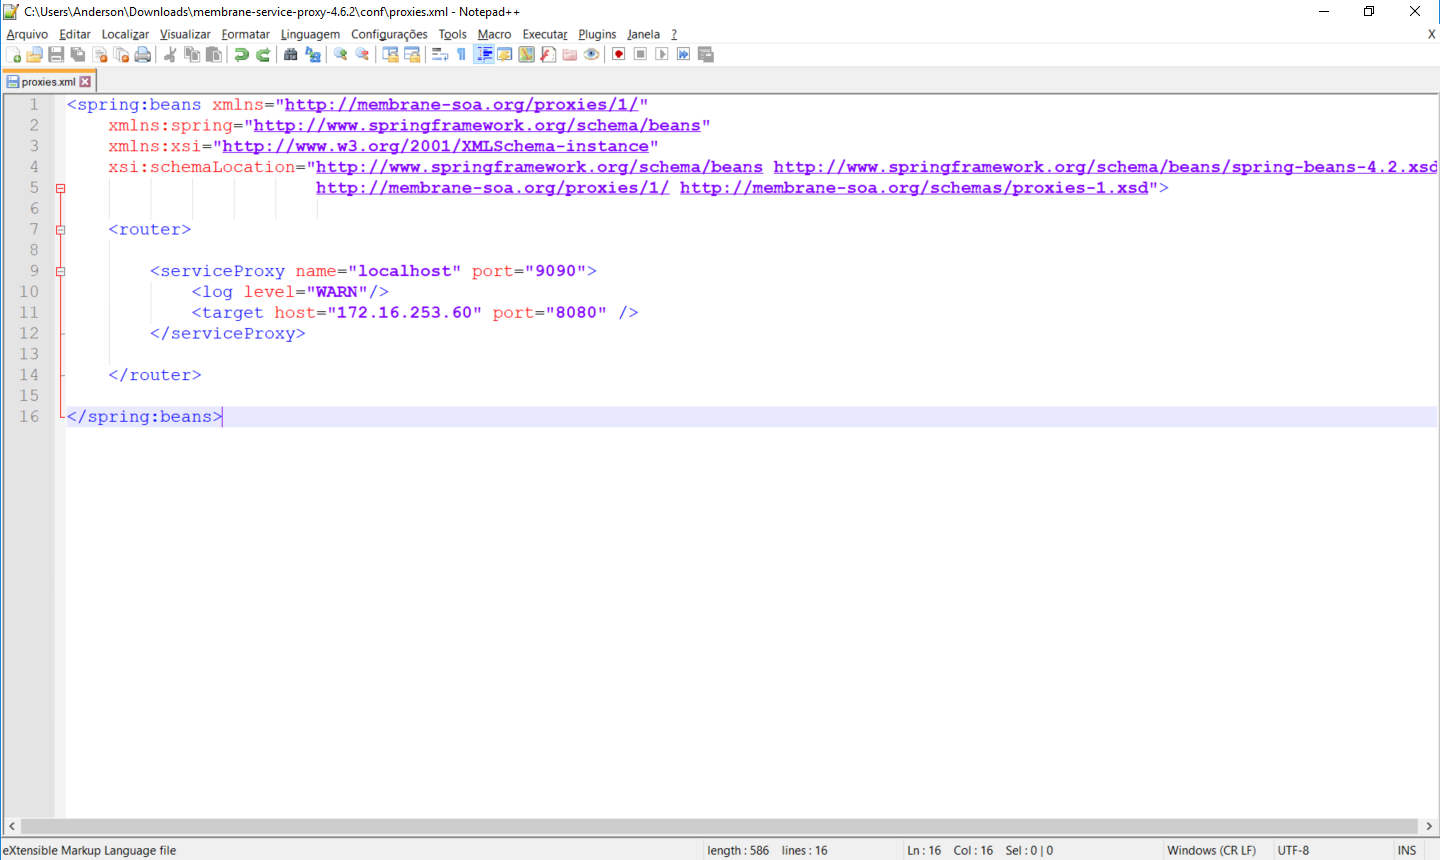 C:\Users\Anderson\Downloads\membrane-service-proxy-4.6.2\conf\proxies.xml - Notepad++
Arquivo Editar Localizar Visualizar Formatar Linguagem Configurações Tools Macro Executar Plugins Janela ? X
proxies.xml
1 <spring:beans xmlns="http://membrane-soa.org/proxies/1/"
2 xmlns:spring="http://www.springframework.org/schema/beans"
3 xmlns:xsi="http://www.w3.org/2001/XMLSchema-instance"
4 xsi:schemaLocation="http://www.springframework.org/schema/beans http://www.springframework.org/schema/beans/spring-beans-4.2.xsd
5 http://membrane-soa.org/proxies/1/ http://membrane-soa.org/schemas/proxies-1.xsd">
6
7 <router>
8
9 <serviceProxy name="localhost" port="9090">
10 <log level="WARN"/>
11 <target host="172.16.253.60" port="8080" />
12 </serviceProxy>
13
14 </router>
15
16 </spring:beans>
eXtensible Markup Language file length : 586 lines : 16 Ln : 16 Col : 16 Sel : 0 | 0 Windows (CR LF) UTF-8 INS